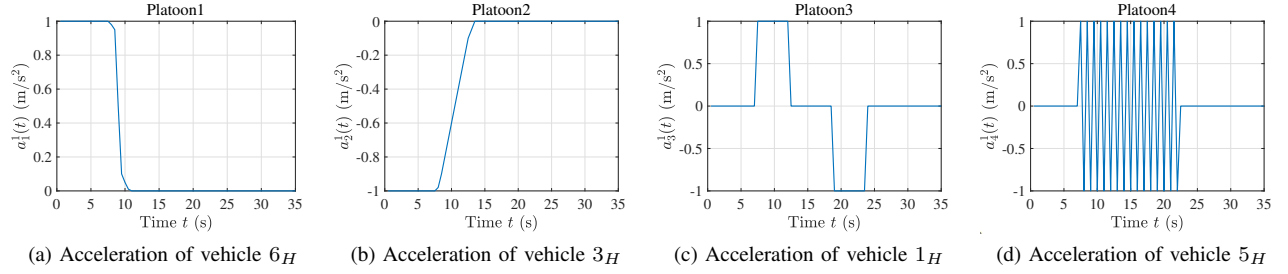 Platoon1
Platoon2
Platoon3
Platoon4
1
0.8
0.6
0.4
0.2
0
a_1^1(t) (m/s²)
0 5 10 15 20 25 30 35
Time t (s)
-0
-0.2
-0.4
-0.6
-0.8
-1
a_2^1(t) (m/s²)
0 5 10 15 20 25 30 35
Time t (s)
1
0.5
0
-0.5
-1
a_3^1(t) (m/s²)
0 5 10 15 20 25 30 35
Time t (s)
1
0.5
0
-0.5
-1
a_4^1(t) (m/s²)
0 5 10 15 20 25 30 35
Time t (s)
(a) Acceleration of vehicle 6_H
(b) Acceleration of vehicle 3_H
(c) Acceleration of vehicle 1_H
(d) Acceleration of vehicle 5_H